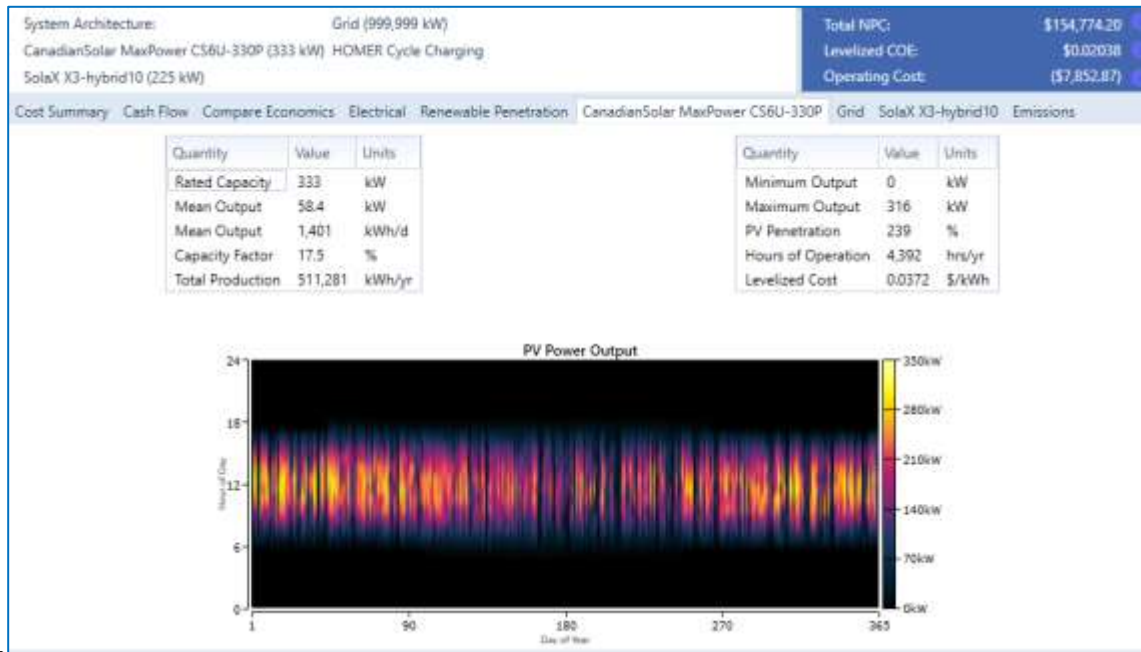 System Architecture: Grid (999,999 kW)
CanadianSolar MaxPower CS6U-330P (333 kW) HOMER Cycle Charging
SolaX X3-hybrid10 (225 kW)
Total NPC: $154,774.20
Levelized COE: $0.02038
Operating Cost: ($7,852.87)
Cost Summary Cash Flow Compare Economics Electrical Renewable Penetration CanadianSolar MaxPower CS6U-330P Grid SolaX X3-hybrid10 Emissions
Quantity Value Units
Rated Capacity 333 kW
Mean Output 58.4 kW
Mean Output 1,401 kWh/d
Capacity Factor 17.5 %
Total Production 511,281 kWh/yr
Quantity Value Units
Minimum Output 0 kW
Maximum Output 316 kW
PV Penetration 239 %
Hours of Operation 4,392 hrs/yr
Levelized Cost 0.0372 $/kWh
PV Power Output
24
18
12
6
0
Hour of Day
1 90 180 270 365
Day of Year
350kW
280kW
210kW
140kW
70kW
0kW